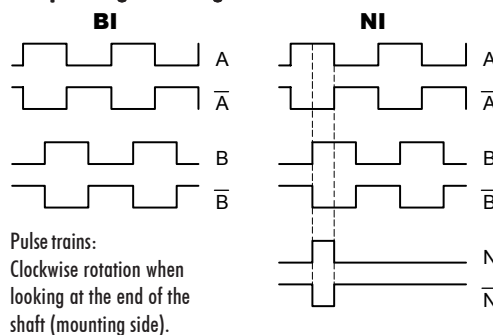 BI
NI
A
A
A
A
B
B
B
B
Pulse trains:
Clockwise rotation when
looking at the end of the
shaft (mounting side).
N
N